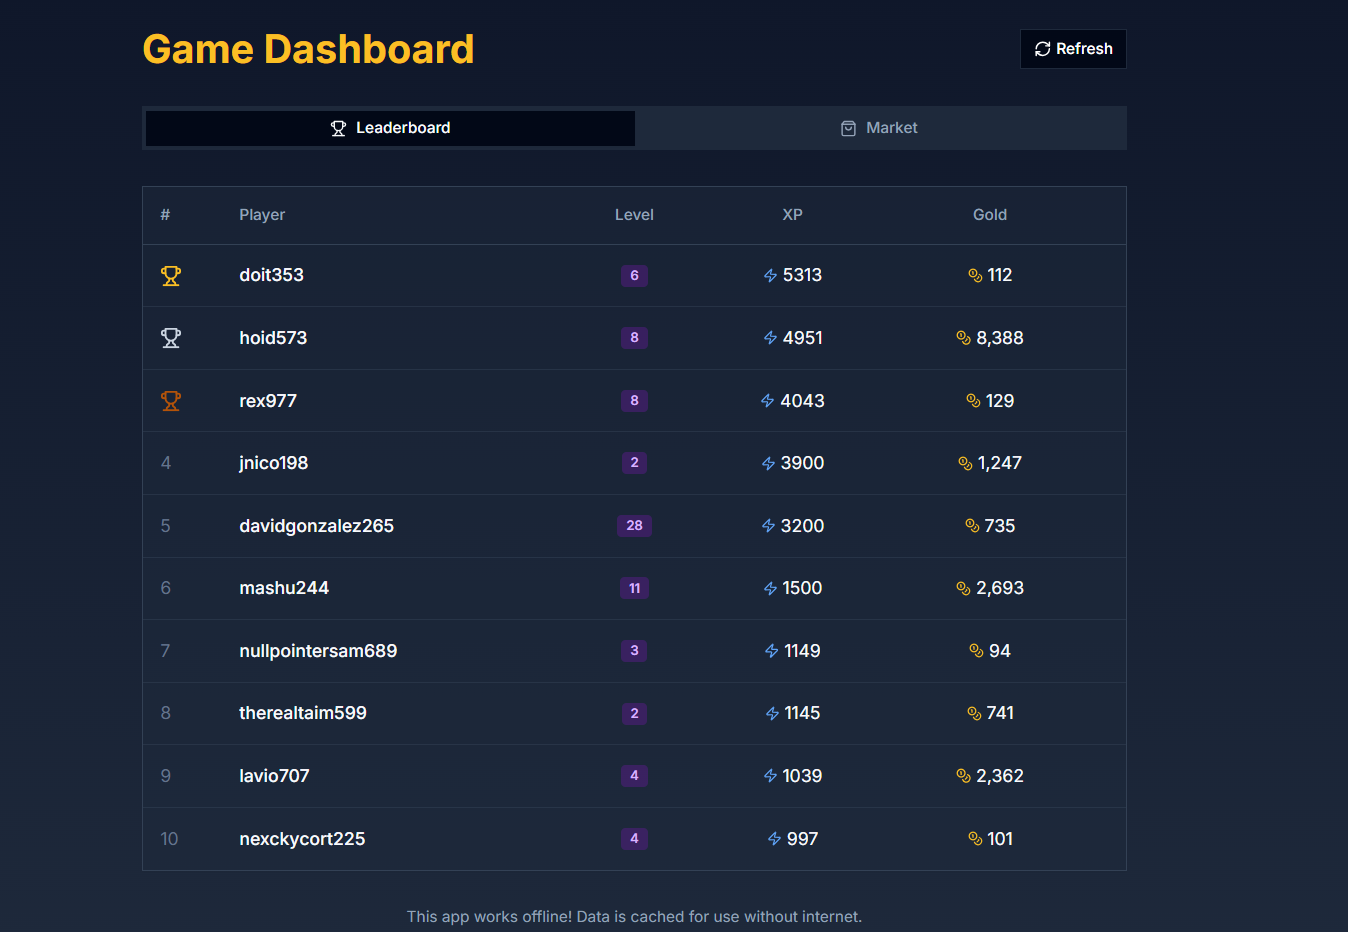 Game Dashboard
Refresh
Leaderboard
Market
# Player Level XP Gold
doit353 6 5313 112
hoid573 8 4951 8,388
rex977 8 4043 129
4 jnico198 2 3900 1,247
5 davidgonzalez265 28 3200 735
6 mashu244 11 1500 2,693
7 nullpointersam689 3 1149 94
8 therealtaim599 2 1145 741
9 lavio707 4 1039 2,362
10 nexckycort225 4 997 101
This app works offline! Data is cached for use without internet.